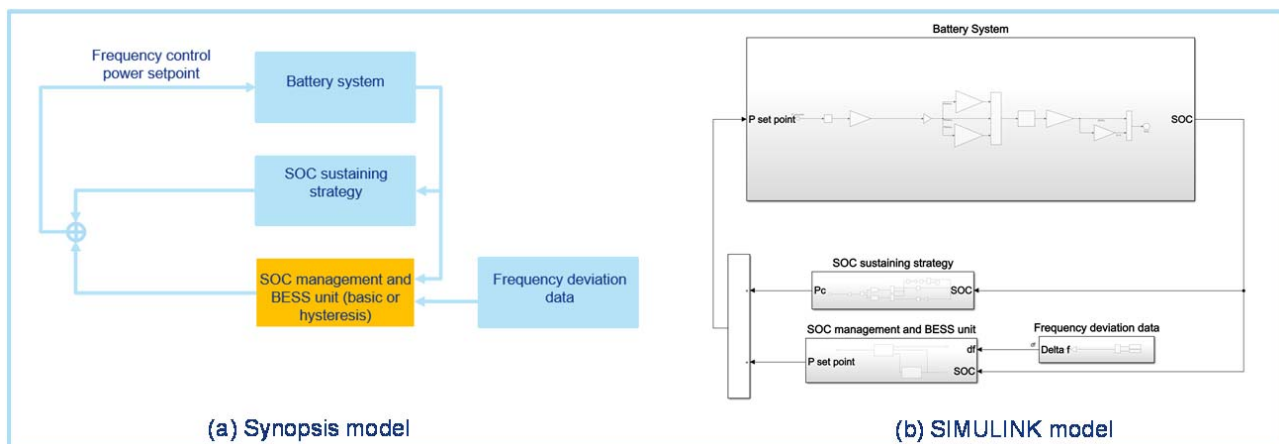 Frequency control
power setpoint
Battery system
SOC sustaining
strategy
SOC management and
BESS unit (basic or
hysteresis)
Frequency deviation
data
(a) Synopsis model
Battery System
P set point
SOC
SOC sustaining strategy
Pc
SOC
SOC management and BESS unit
P set point
df
SOC
Frequency deviation data
df
Delta f
(b) SIMULINK model